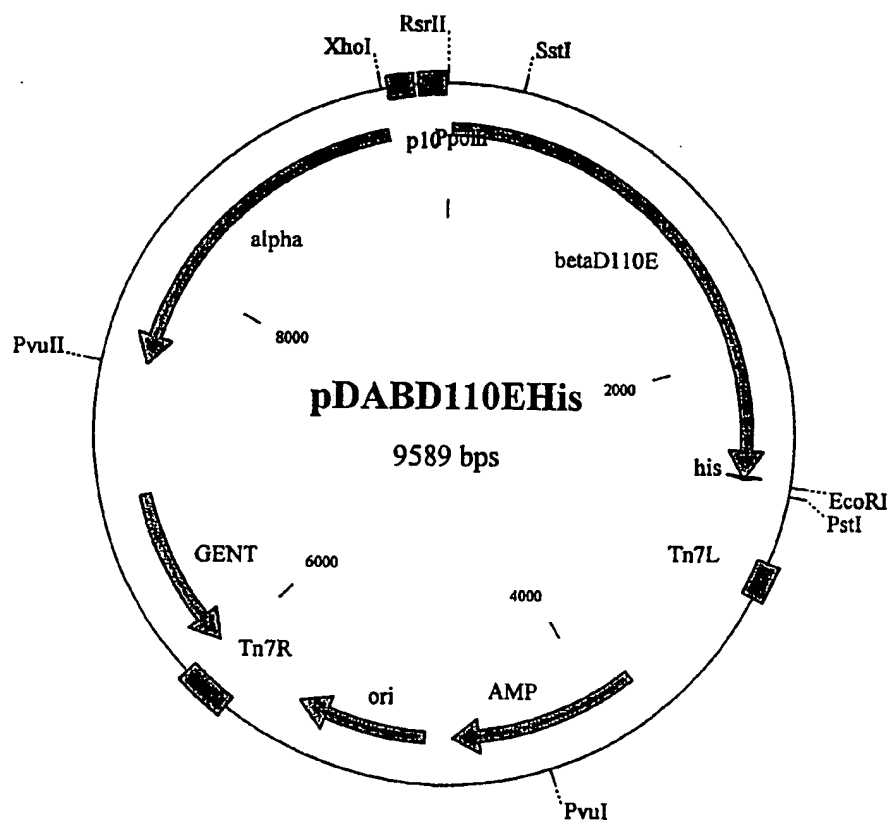 RsrII
XhoI
SstI
p10
Ppolh
alpha
betaD110E
8000
PvuII
2000
pDABD110EHis
9589 bps
his
EcoRI
PstI
GENT
Tn7L
6000
4000
Tn7R
ori
AMP
PvuI